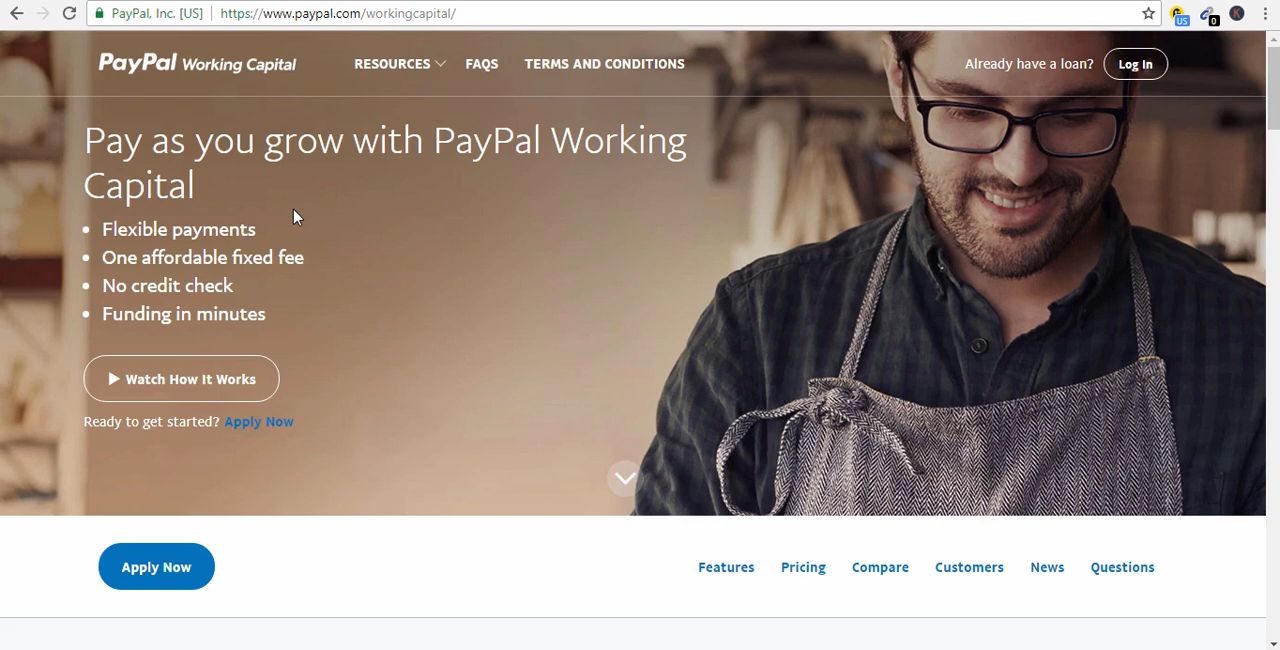 PayPal, Inc. [US] https://www.paypal.com/workingcapital/
US 0 K
PayPal Working Capital RESOURCES FAQS TERMS AND CONDITIONS Already have a loan? Log In
Pay as you grow with PayPal Working
Capital
• Flexible payments
• One affordable fixed fee
• No credit check
• Funding in minutes
Watch How It Works
Ready to get started? Apply Now
Apply Now Features Pricing Compare Customers News Questions